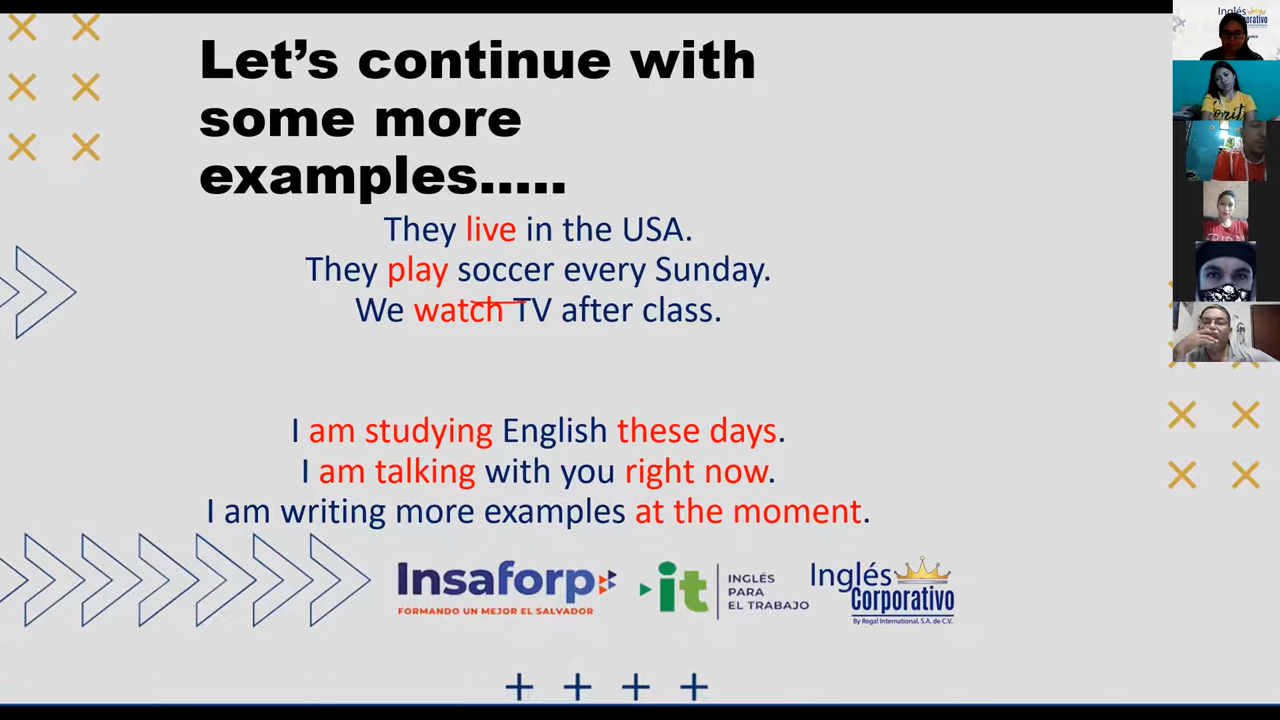 Let's continue with
some more
examples.....
They live in the USA.
They play soccer every Sunday.
We watch TV after class.
I am studying English these days.
I am talking with you right now.
I am writing more examples at the moment.
Insaforp
FORMANDO UN MEJOR EL SALVADOR
it
INGLÉS
PARA
EL TRABAJO
Inglés
Corporativo
By Regal International, S.A. de C.V.
Inglés